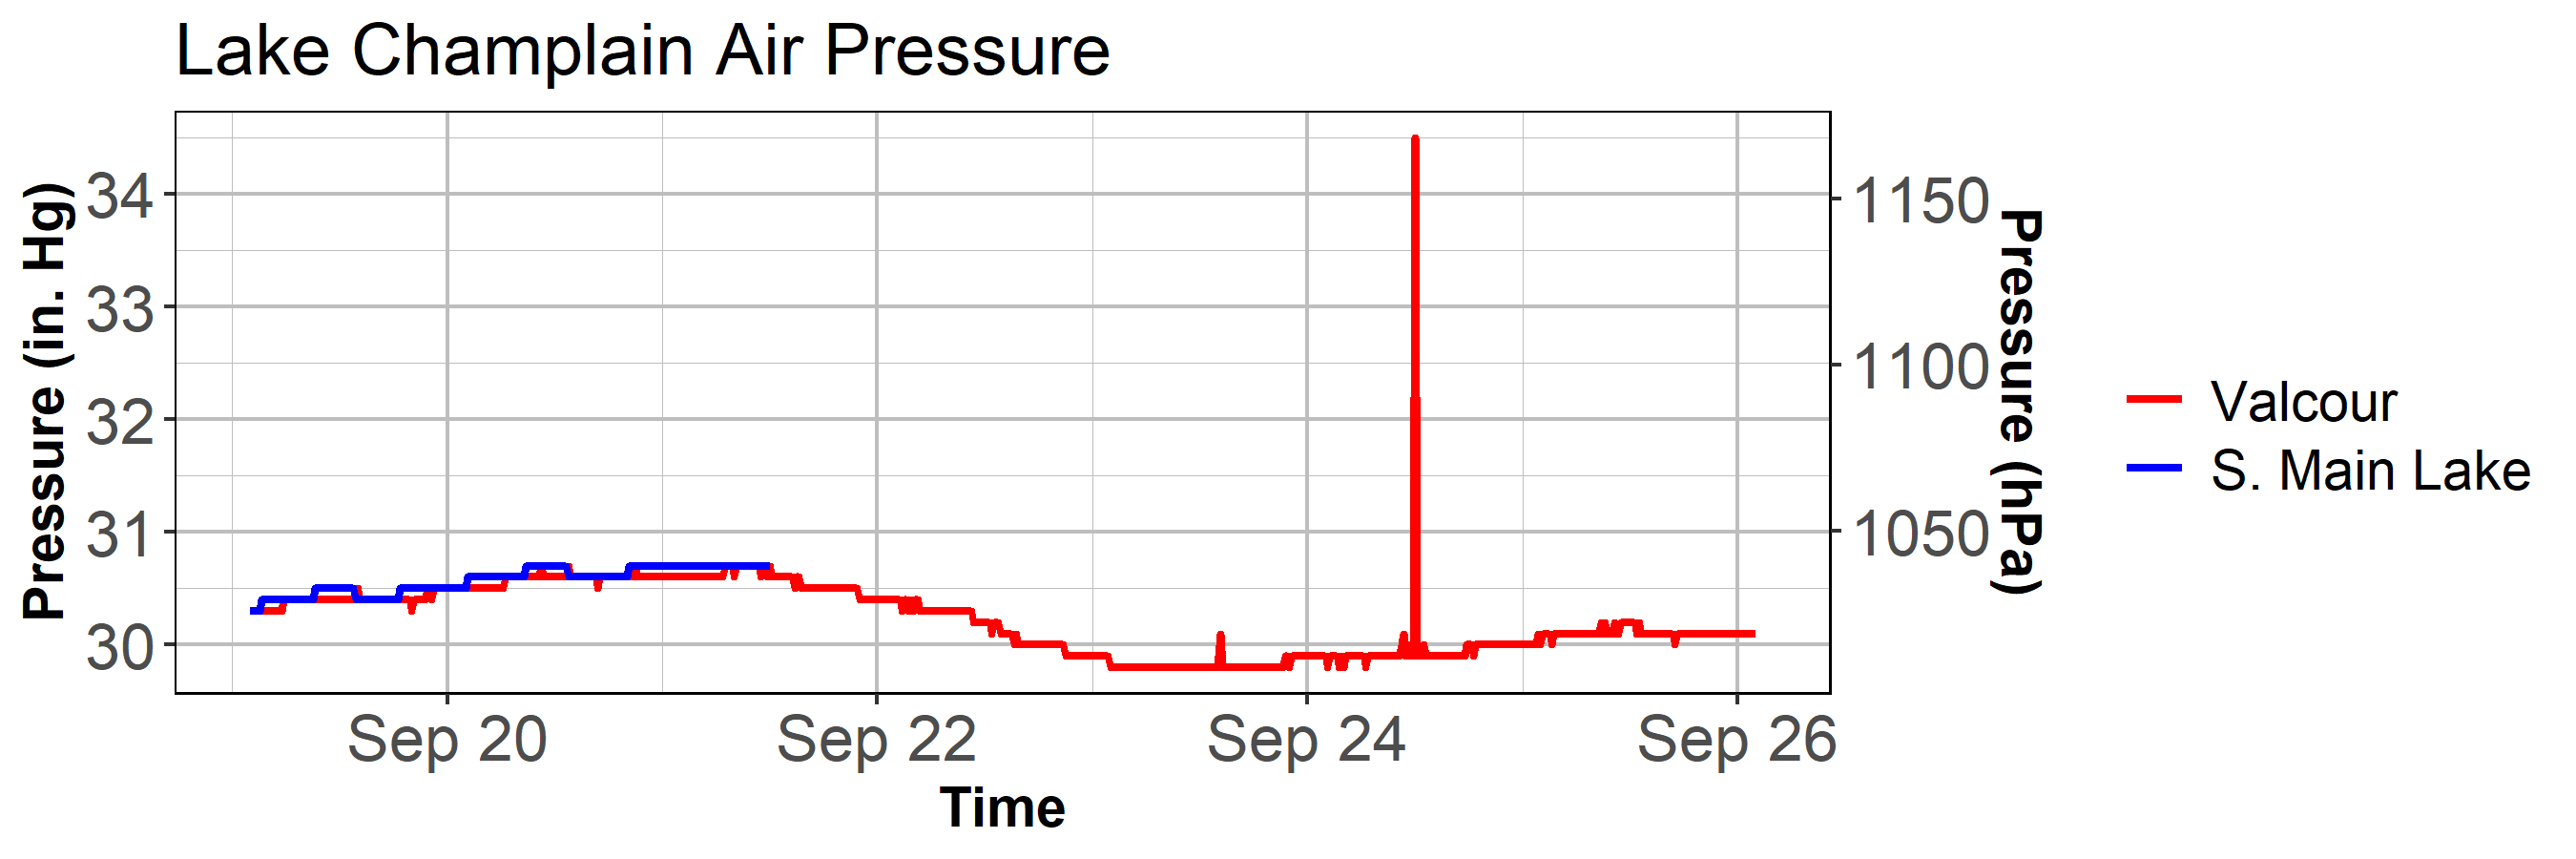 Lake Champlain Air Pressure
Pressure (in. Hg)
34
33
32
31
30
1150
1100
1050
Pressure (hPa)
Valcour
S. Main Lake
Sep 20
Sep 22
Sep 24
Sep 26
Time